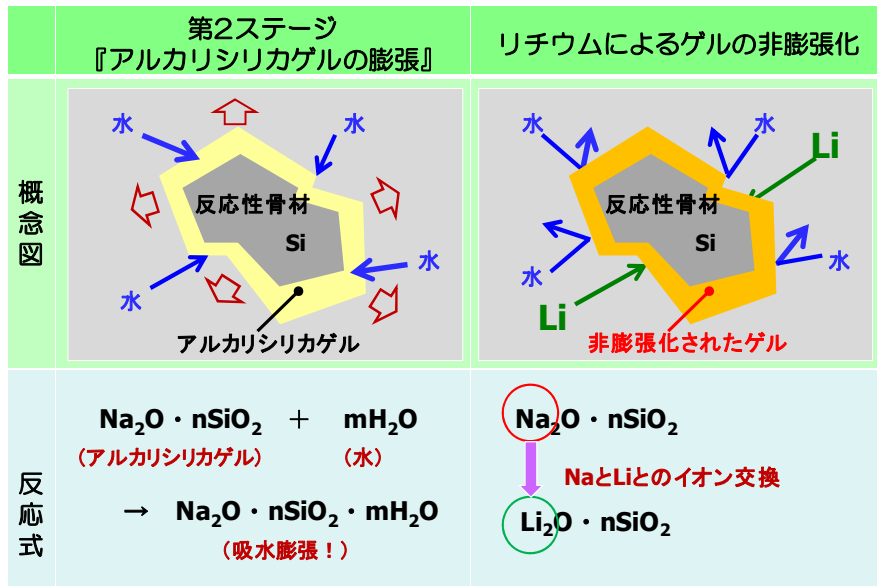 第2ステージ
『アルカリシリカゲルの膨張』
リチウムによるゲルの非膨張化
概念図
水
水
反応性骨材
Si
水
水
アルカリシリカゲル
水
水
Li
反応性骨材
Si
水
水
Li
非膨張化されたゲル
反応式
Na₂O・nSiO₂ ＋ mH₂O
（アルカリシリカゲル） （水）
→ Na₂O・nSiO₂・mH₂O
（吸水膨張！）
Na₂O・nSiO₂
NaとLiとのイオン交換
Li₂O・nSiO₂